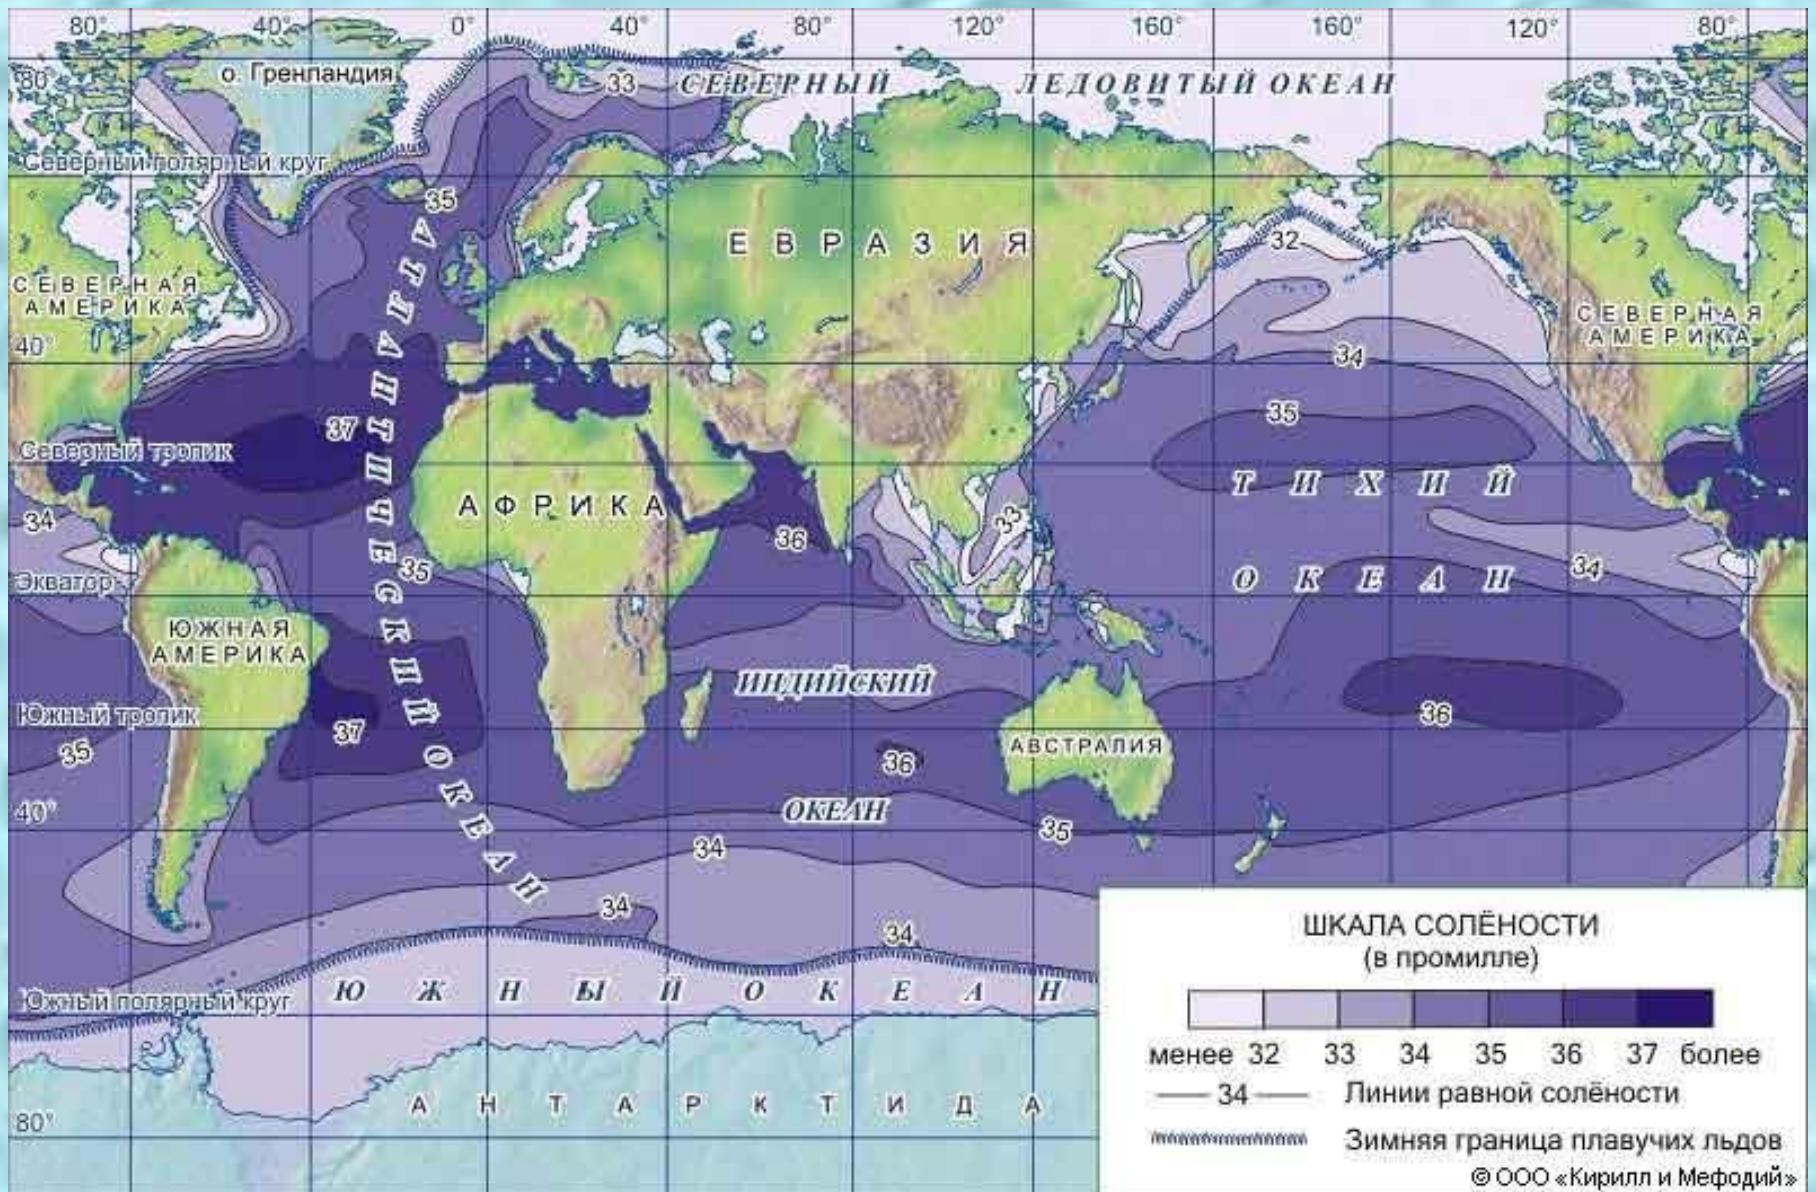 80° 40° 0° 40° 80° 120° 160° 160° 120° 80°
80
о. Гренландия
33
СЕВЕРНЫЙ ЛЕДОВИТЫЙ ОКЕАН
Северный полярный круг
35
АТЛАНТИЧЕСКИЙ ОКЕАН
ЕВРАЗИЯ
32
СЕВЕРНАЯ
АМЕРИКА
СЕВЕРНАЯ
АМЕРИКА
40°
34
37
35
Северный тропик
ТИХИЙ
АФРИКА
34
33
36
35
34
Экватор
ОКЕАН
ЮЖНАЯ
АМЕРИКА
ИНДИЙСКИЙ
Южный тропик
37
36
35
АВСТРАЛИЯ
36
40°
ОКЕАН
35
34
34
34
Южный полярный круг
ЮЖНЫЙ ОКЕАН
АНТАРКТИДА
80°
ШКАЛА СОЛЁНОСТИ
(в промилле)
менее 32 33 34 35 36 37 более
34 Линии равной солёности
Зимняя граница плавучих льдов
© ООО «Кирилл и Мефодий»